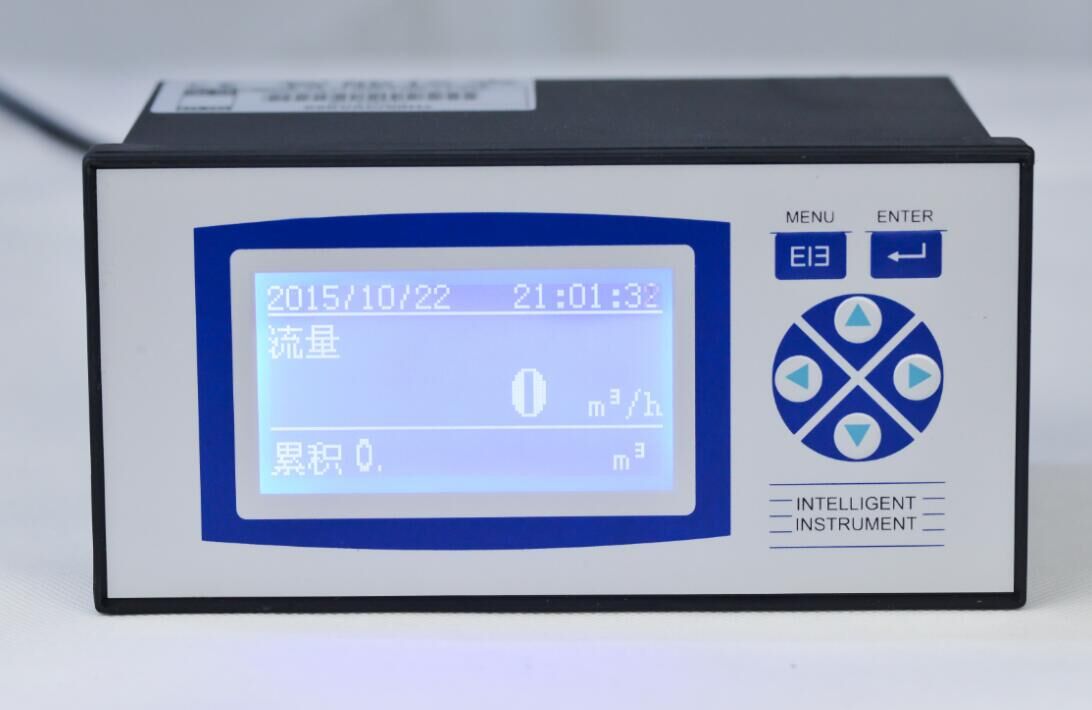 2015/10/22 21:01:32
流量
0 m³/h
累积 0. m³
MENU ENTER
INTELLIGENT
INSTRUMENT